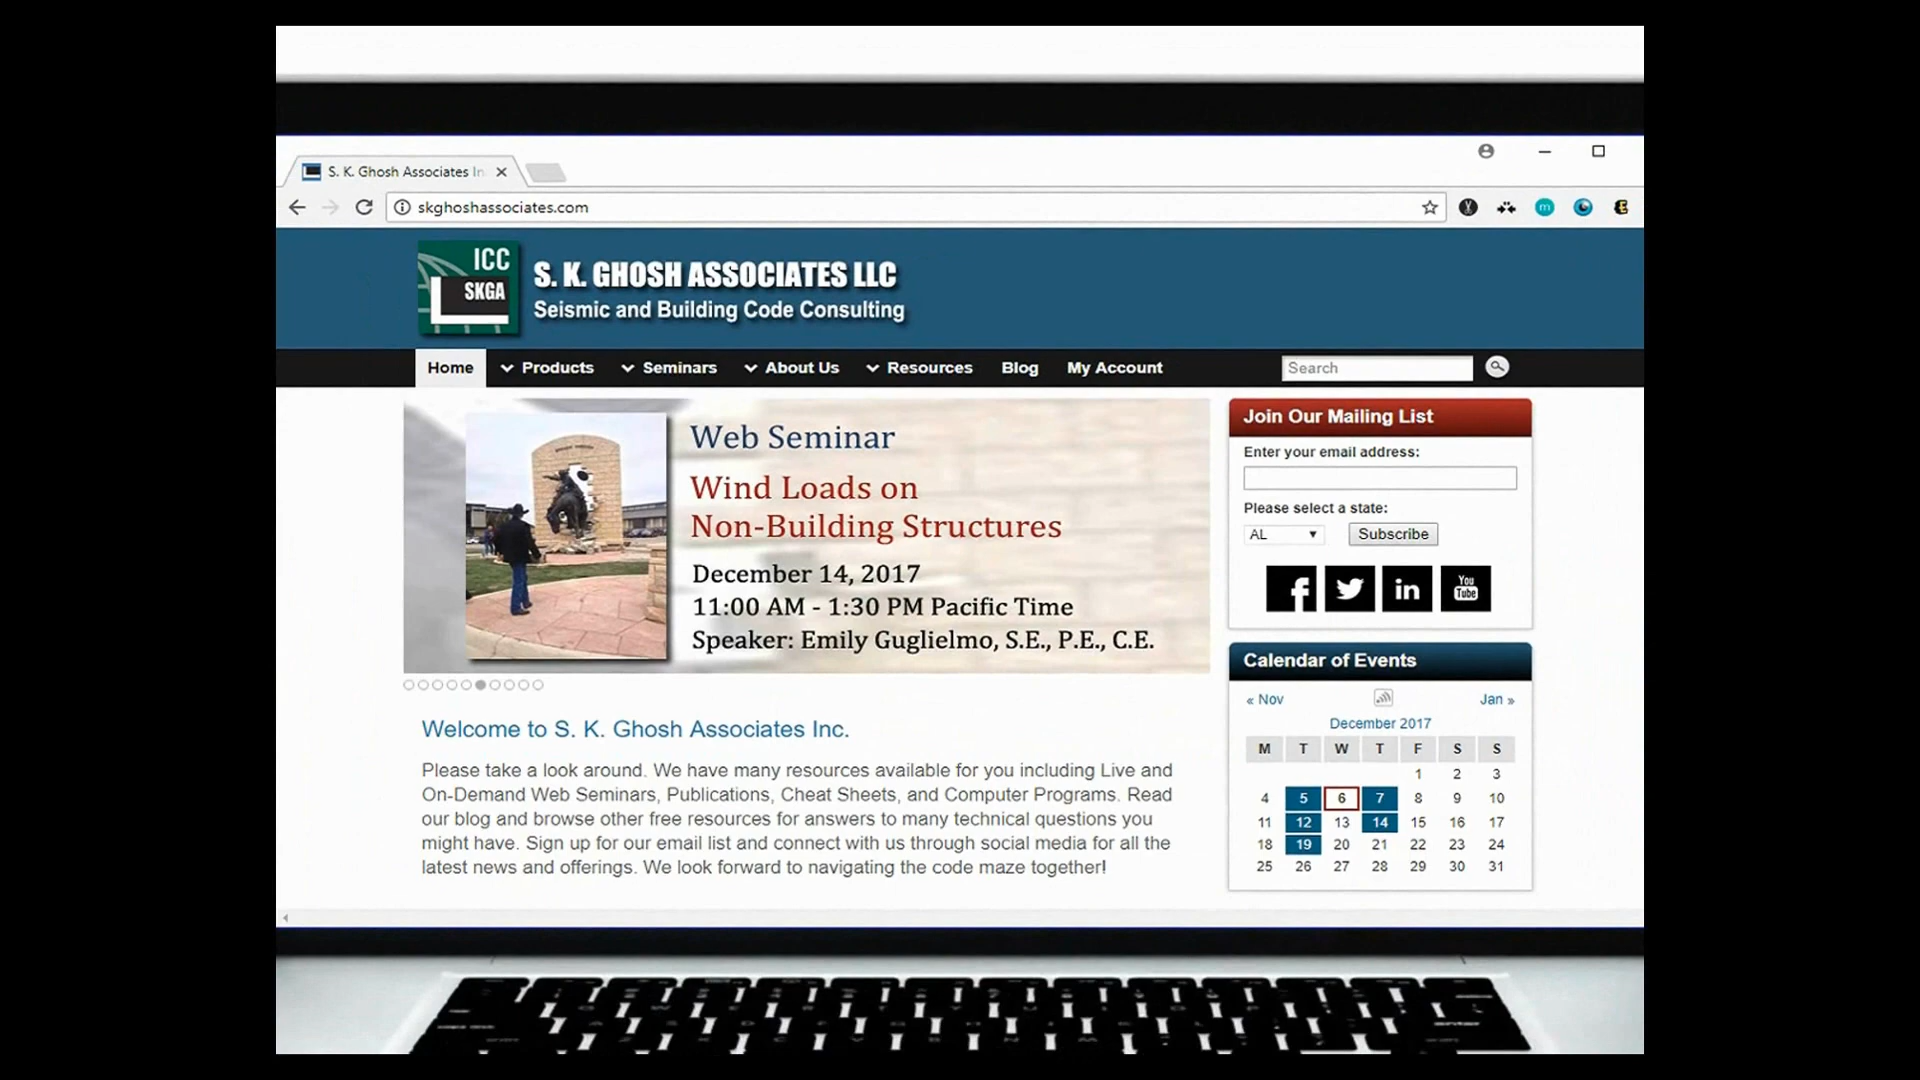 S. K. Ghosh Associates In
skghoshassociates.com
ICC
SKGA
S. K. GHOSH ASSOCIATES LLC
Seismic and Building Code Consulting
Home
Products
Seminars
About Us
Resources
Blog
My Account
Search
Web Seminar
Wind Loads on
Non-Building Structures
December 14, 2017
11:00 AM - 1:30 PM Pacific Time
Speaker: Emily Guglielmo, S.E., P.E., C.E.
Welcome to S. K. Ghosh Associates Inc.
Please take a look around. We have many resources available for you including Live and
On-Demand Web Seminars, Publications, Cheat Sheets, and Computer Programs. Read
our blog and browse other free resources for answers to many technical questions you
might have. Sign up for our email list and connect with us through social media for all the
latest news and offerings. We look forward to navigating the code maze together!
Join Our Mailing List
Enter your email address:
Please select a state:
AL
Subscribe
f
in
You
Tube
Calendar of Events
« Nov
Jan »
December 2017
M T W T F S S
1 2 3
4 5 6 7 8 9 10
11 12 13 14 15 16 17
18 19 20 21 22 23 24
25 26 27 28 29 30 31